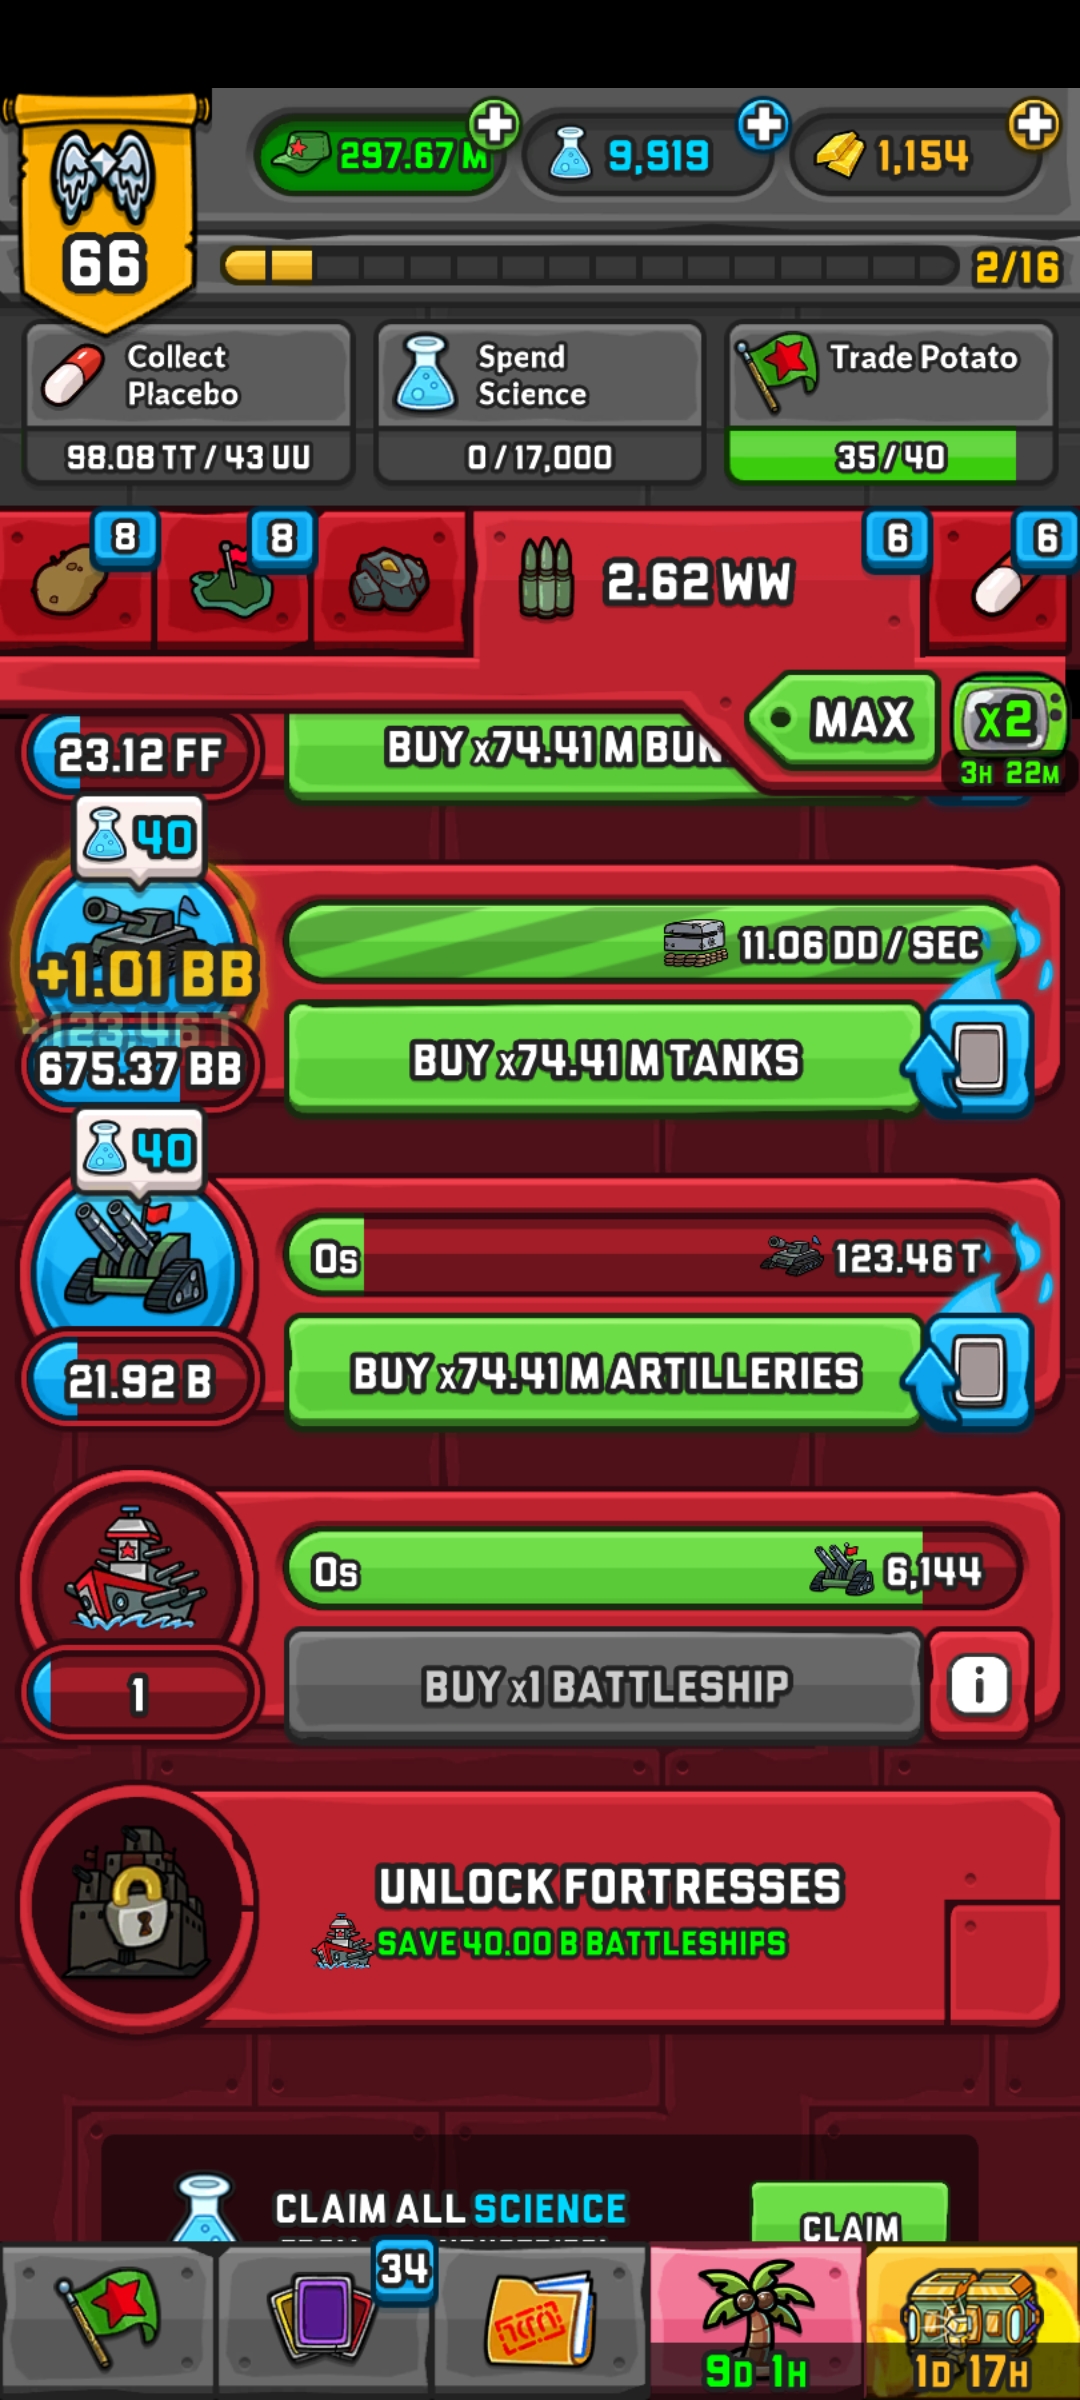 297.67 M
9,919
1,154
66
2/16
Collect
Placebo
98.08 TT / 43 UU
Spend
Science
0 / 17,000
Trade Potato
35 / 40
8
8
2.62 WW
6
6
MAX
x2
3H 22M
23.12 FF
BUY x74.41 M BUN
40
+1.01 BB
+123.46 T
675.37 BB
11.06 DD / SEC
BUY x74.41 M TANKS
40
21.92 B
0s
123.46 T
BUY x74.41 M ARTILLERIES
1
0s
6,144
BUY x1 BATTLESHIP
i
UNLOCK FORTRESSES
SAVE 40.00 B BATTLESHIPS
CLAIM ALL SCIENCE
CLAIM
34
9D 1H
1D 17H